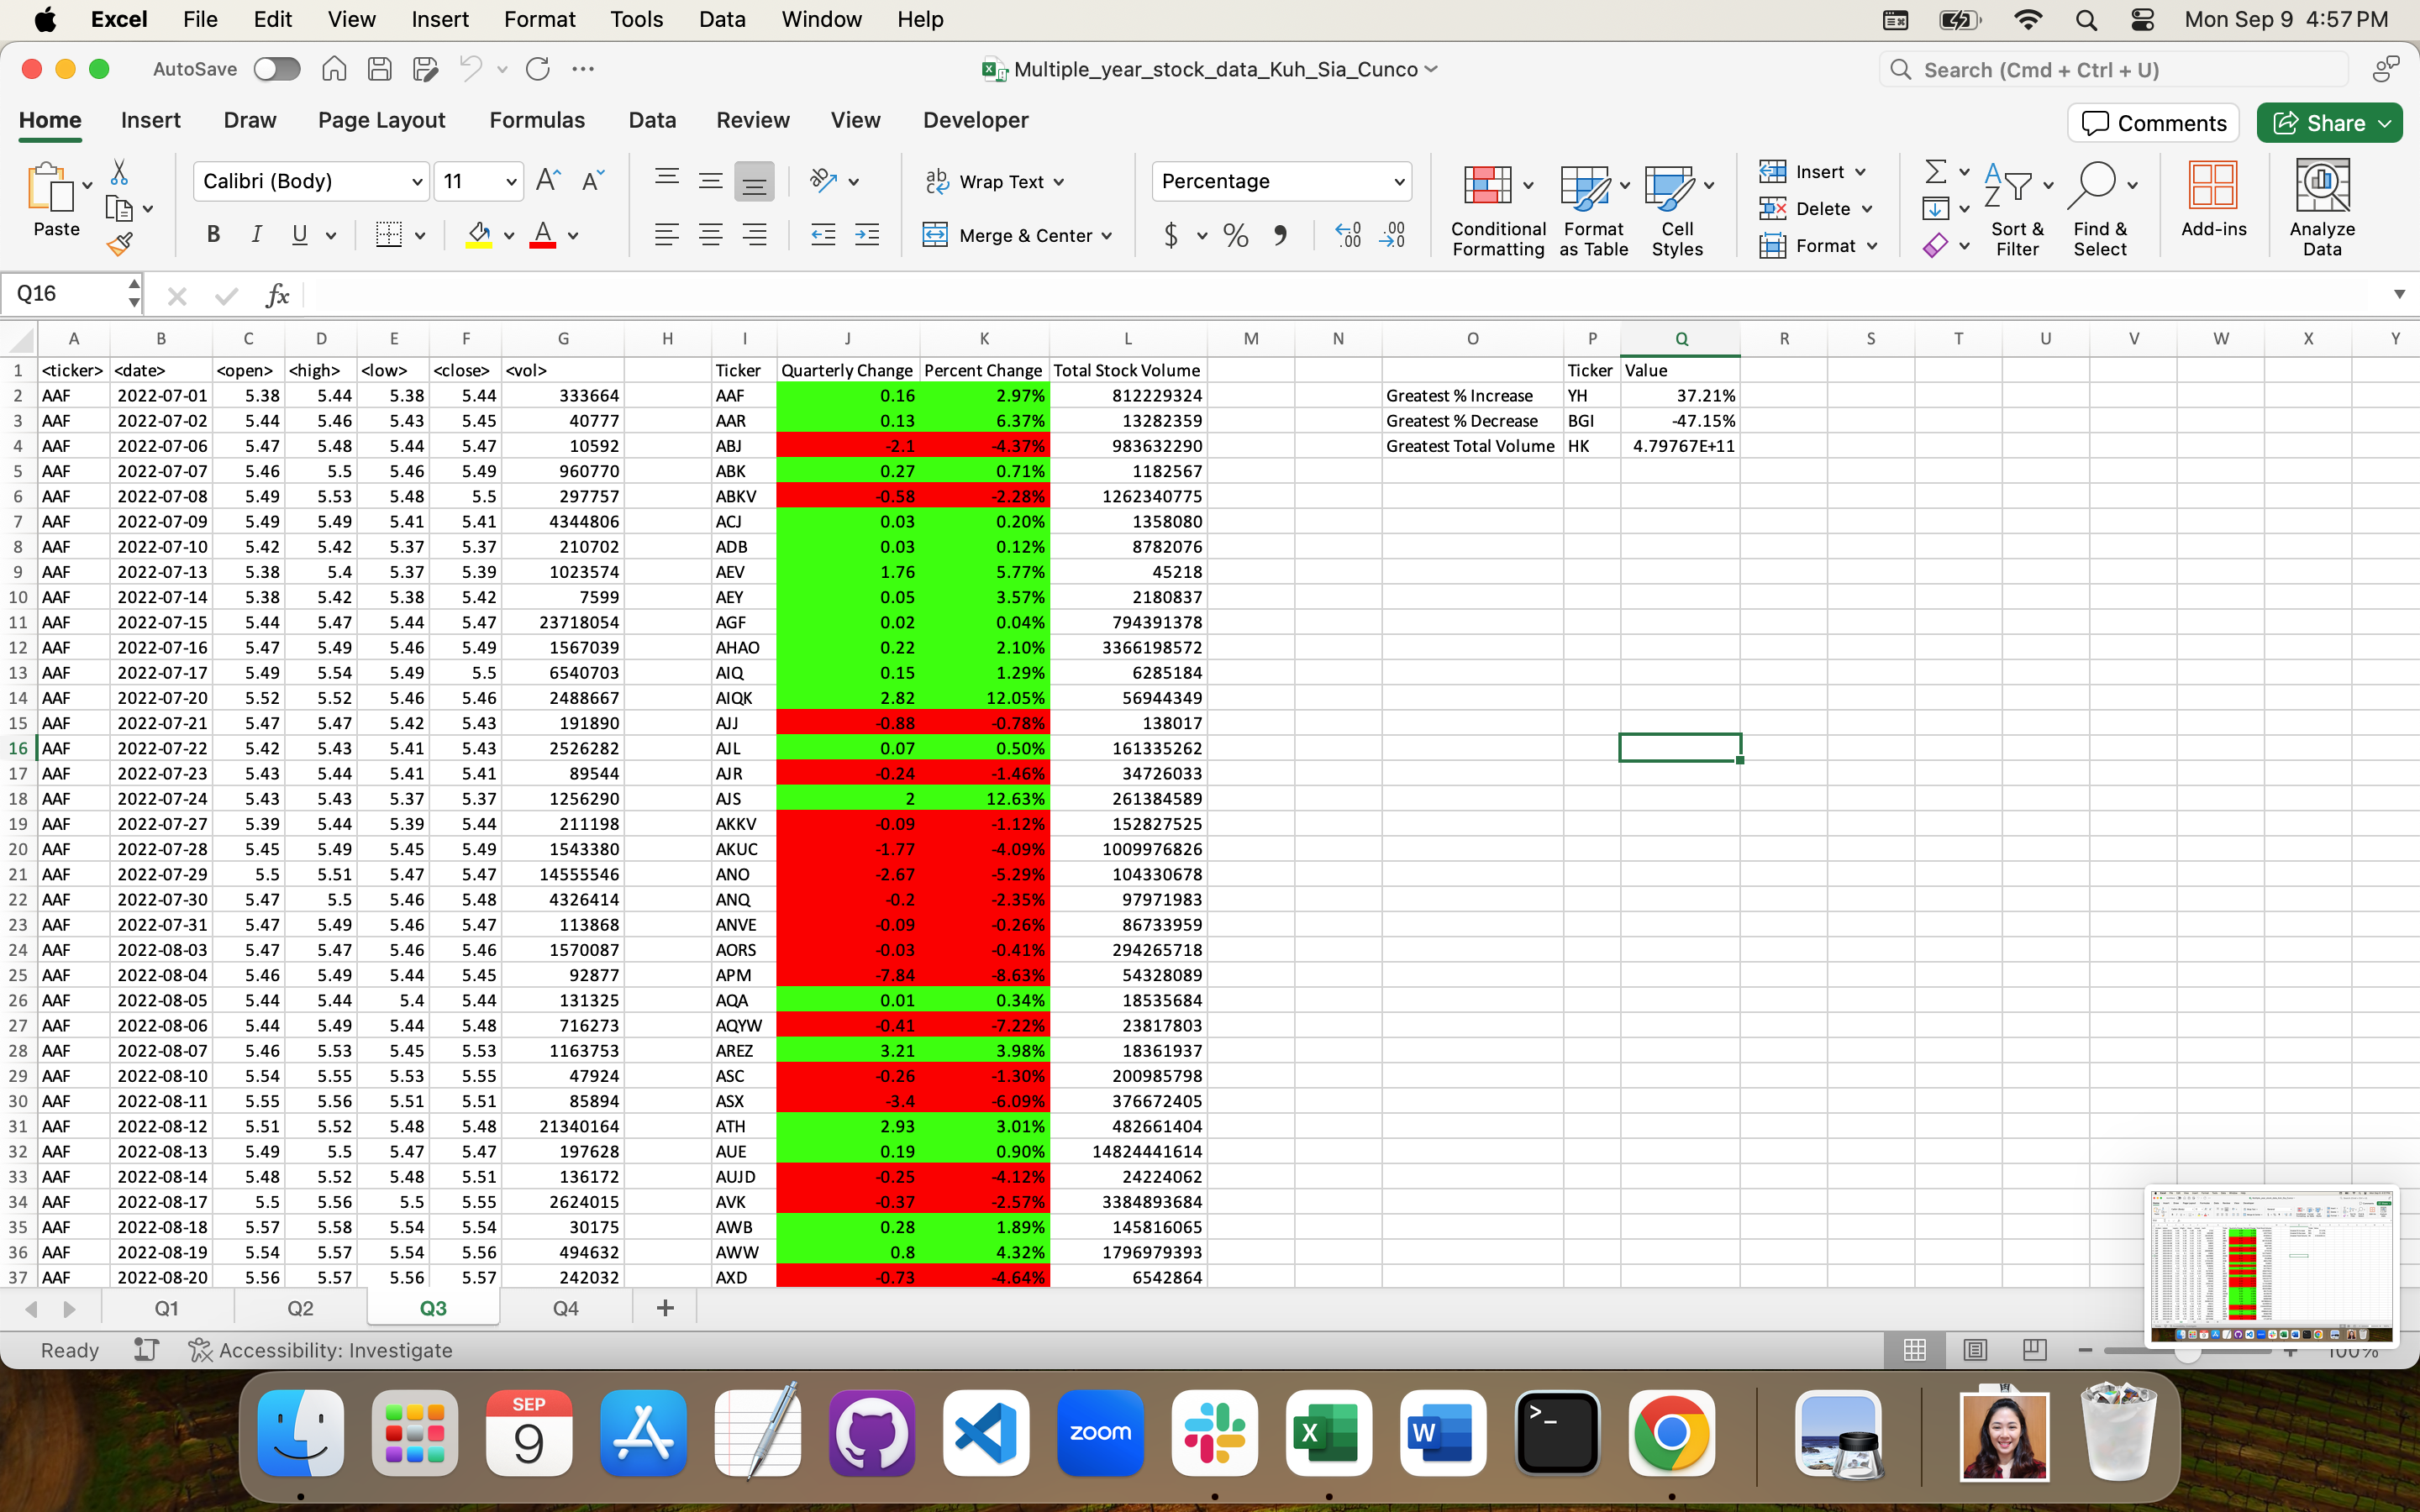 Excel File Edit View Insert Format Tools Data Window Help Mon Sep 9 4:57 PM
AutoSave Multiple_year_stock_data_Kuh_Sia_Cunco Search (Cmd + Ctrl + U)
Home Insert Draw Page Layout Formulas Data Review View Developer Comments Share
Calibri (Body) 11 Wrap Text Percentage Insert
Delete
Paste B I U Merge & Center $ % Conditional Formatting Format as Table Cell Styles Format Sort & Filter Find & Select Add-ins Analyze Data
Q16 fx
A B C D E F G H I J K L M N O P Q R S T U V W X Y
1 <ticker> <date> <open> <high> <low> <close> <vol> Ticker Quarterly Change Percent Change Total Stock Volume Ticker Value
2 AAF 2022-07-01 5.38 5.44 5.38 5.44 333664 AAF 0.16 2.97% 812229324 Greatest % Increase YH 37.21%
3 AAF 2022-07-02 5.44 5.46 5.43 5.45 40777 AAR 0.13 6.37% 13282359 Greatest % Decrease BGI -47.15%
4 AAF 2022-07-06 5.47 5.48 5.44 5.47 10592 ABJ -2.1 -4.37% 983632290 Greatest Total Volume HK 4.79767E+11
5 AAF 2022-07-07 5.46 5.5 5.46 5.49 960770 ABK 0.27 0.71% 1182567
6 AAF 2022-07-08 5.49 5.53 5.48 5.5 297757 ABKV -0.58 -2.28% 1262340775
7 AAF 2022-07-09 5.49 5.49 5.41 5.41 4344806 ACJ 0.03 0.20% 1358080
8 AAF 2022-07-10 5.42 5.42 5.37 5.37 210702 ADB 0.03 0.12% 8782076
9 AAF 2022-07-13 5.38 5.4 5.37 5.39 1023574 AEV 1.76 5.77% 45218
10 AAF 2022-07-14 5.38 5.42 5.38 5.42 7599 AEY 0.05 3.57% 2180837
11 AAF 2022-07-15 5.44 5.47 5.44 5.47 23718054 AGF 0.02 0.04% 794391378
12 AAF 2022-07-16 5.47 5.49 5.46 5.49 1567039 AHAO 0.22 2.10% 3366198572
13 AAF 2022-07-17 5.49 5.54 5.49 5.5 6540703 AIQ 0.15 1.29% 6285184
14 AAF 2022-07-20 5.52 5.52 5.46 5.46 2488667 AIQK 2.82 12.05% 56944349
15 AAF 2022-07-21 5.47 5.47 5.42 5.43 191890 AJJ -0.88 -0.78% 138017
16 AAF 2022-07-22 5.42 5.43 5.41 5.43 2526282 AJL 0.07 0.50% 161335262
17 AAF 2022-07-23 5.43 5.44 5.41 5.41 89544 AJR -0.24 -1.46% 34726033
18 AAF 2022-07-24 5.43 5.43 5.37 5.37 1256290 AJS 2 12.63% 261384589
19 AAF 2022-07-27 5.39 5.44 5.39 5.44 211198 AKKV -0.09 -1.12% 152827525
20 AAF 2022-07-28 5.45 5.49 5.45 5.49 1543380 AKUC -1.77 -4.09% 1009976826
21 AAF 2022-07-29 5.5 5.51 5.47 5.47 14555546 ANO -2.67 -5.29% 104330678
22 AAF 2022-07-30 5.47 5.5 5.46 5.48 4326414 ANQ -0.2 -2.35% 97971983
23 AAF 2022-07-31 5.47 5.49 5.46 5.47 113868 ANVE -0.09 -0.26% 86733959
24 AAF 2022-08-03 5.47 5.47 5.46 5.46 1570087 AORS -0.03 -0.41% 294265718
25 AAF 2022-08-04 5.46 5.49 5.44 5.45 92877 APM -7.84 -8.63% 54328089
26 AAF 2022-08-05 5.44 5.44 5.4 5.44 131325 AQA 0.01 0.34% 18535684
27 AAF 2022-08-06 5.44 5.49 5.44 5.48 716273 AQYW -0.41 -7.22% 23817803
28 AAF 2022-08-07 5.46 5.53 5.45 5.53 1163753 AREZ 3.21 3.98% 18361937
29 AAF 2022-08-10 5.54 5.55 5.53 5.55 47924 ASC -0.26 -1.30% 200985798
30 AAF 2022-08-11 5.55 5.56 5.51 5.51 85894 ASX -3.4 -6.09% 376672405
31 AAF 2022-08-12 5.51 5.52 5.48 5.48 21340164 ATH 2.93 3.01% 482661404
32 AAF 2022-08-13 5.49 5.5 5.47 5.47 197628 AUE 0.19 0.90% 14824441614
33 AAF 2022-08-14 5.48 5.52 5.48 5.51 136172 AUJD -0.25 -4.12% 24224062
34 AAF 2022-08-17 5.5 5.56 5.5 5.55 2624015 AVK -0.37 -2.57% 3384893684
35 AAF 2022-08-18 5.57 5.58 5.54 5.54 30175 AWB 0.28 1.89% 145816065
36 AAF 2022-08-19 5.54 5.57 5.54 5.56 494632 AWW 0.8 4.32% 1796979393
37 AAF 2022-08-20 5.56 5.57 5.56 5.57 242032 AXD -0.73 -4.64% 6542864
Q1 Q2 Q3 Q4 +
Ready Accessibility: Investigate 100%
SEP
9 zoom X W >_